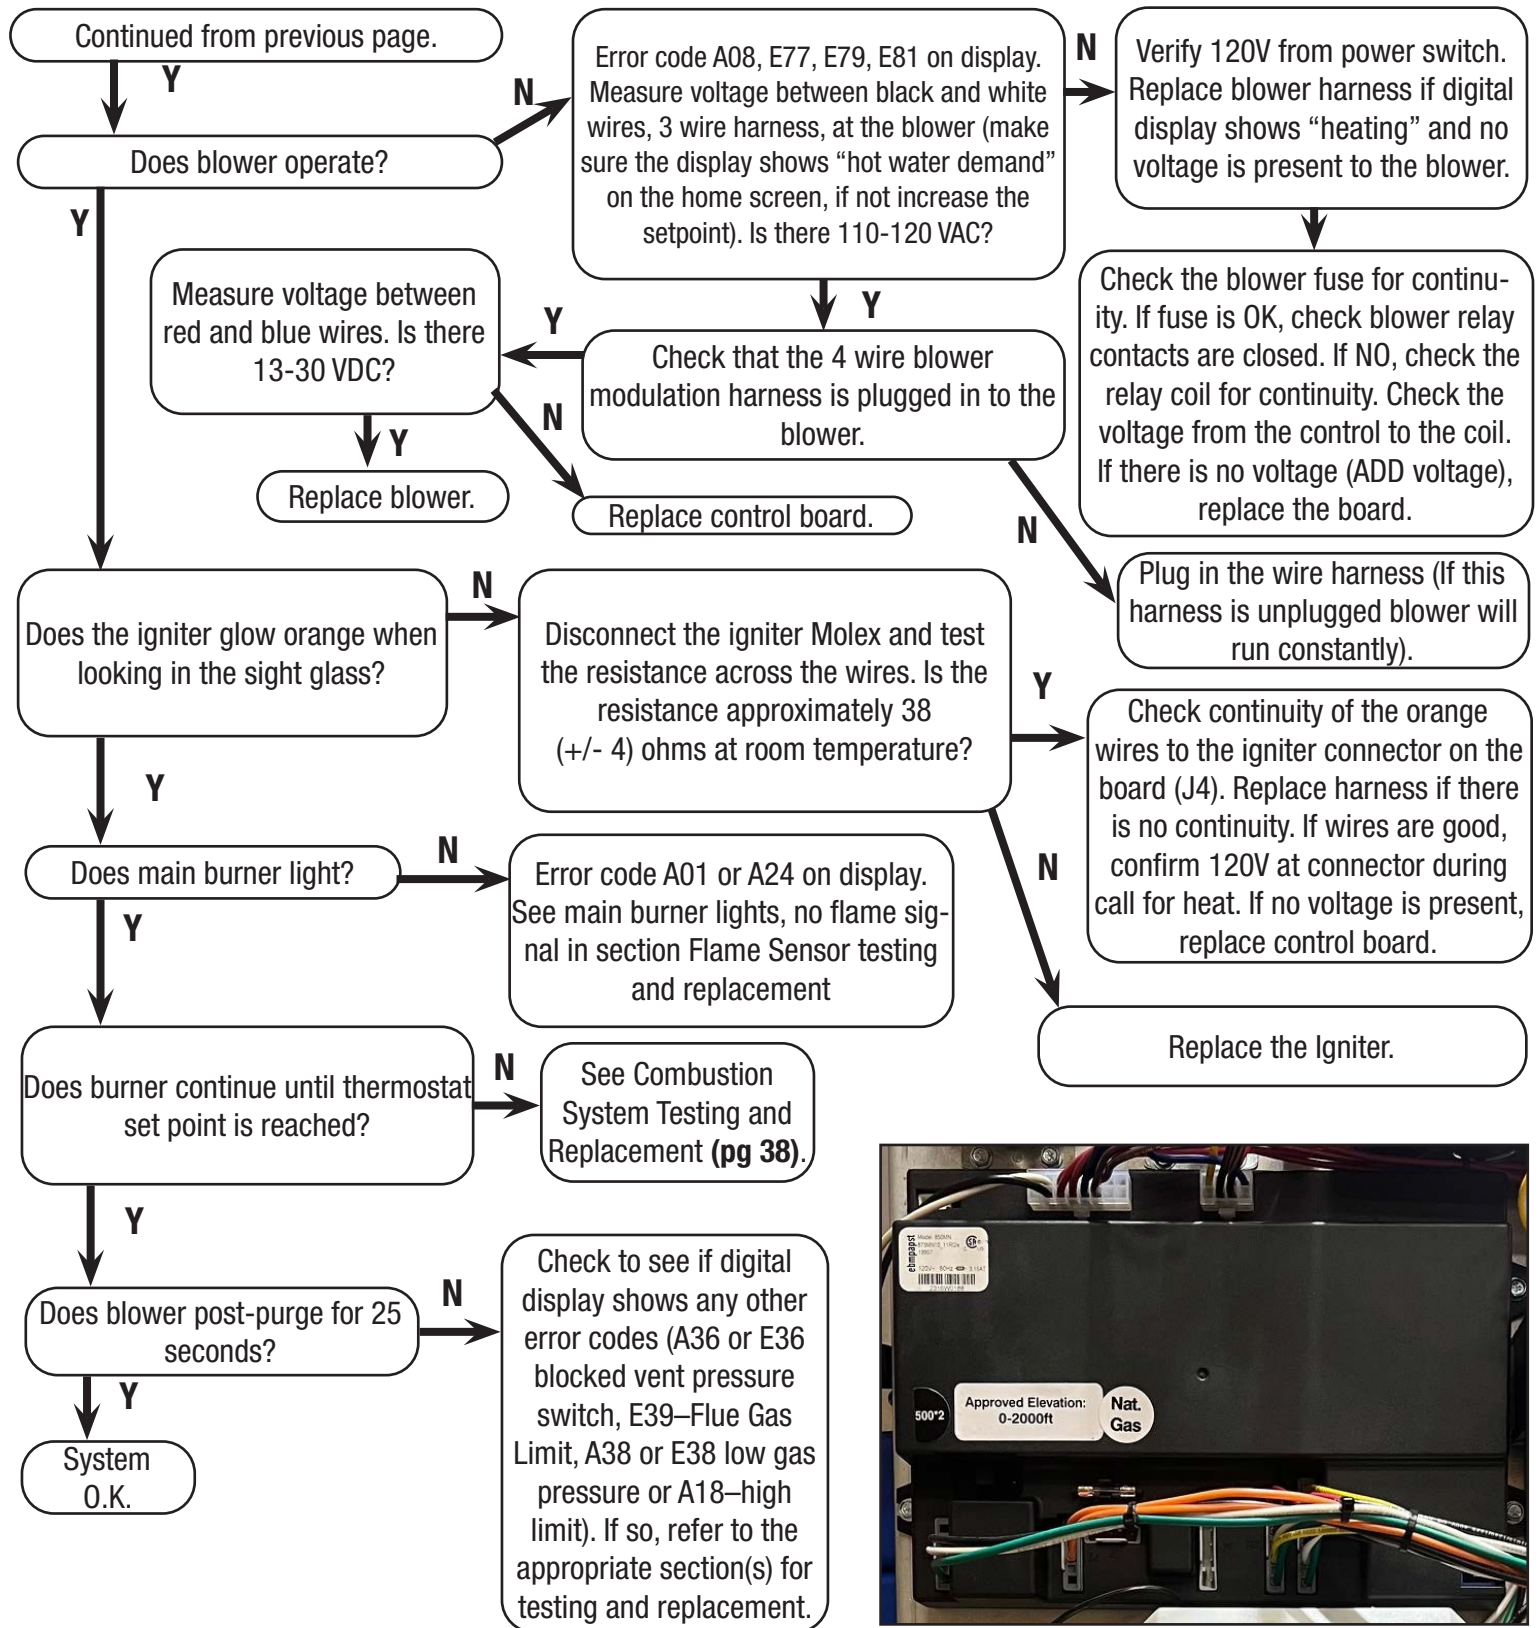 Continued from previous page.
Y
Does blower operate?
N
Error code A08, E77, E79, E81 on display.
Measure voltage between black and white
wires, 3 wire harness, at the blower (make
sure the display shows “hot water demand”
on the home screen, if not increase the
setpoint). Is there 110-120 VAC?
N
Verify 120V from power switch.
Replace blower harness if digital
display shows “heating” and no
voltage is present to the blower.
Check the blower fuse for continu-
ity. If fuse is OK, check blower relay
contacts are closed. If NO, check the
relay coil for continuity. Check the
voltage from the control to the coil.
If there is no voltage (ADD voltage),
replace the board.
Y
Check that the 4 wire blower
modulation harness is plugged in to the
blower.
Y
Measure voltage between
red and blue wires. Is there
13-30 VDC?
Y
Replace blower.
N
Replace control board.
N
Plug in the wire harness (If this
harness is unplugged blower will
run constantly).
Y
Does the igniter glow orange when
looking in the sight glass?
N
Disconnect the igniter Molex and test
the resistance across the wires. Is the
resistance approximately 38
(+/- 4) ohms at room temperature?
Y
Check continuity of the orange
wires to the igniter connector on the
board (J4). Replace harness if there
is no continuity. If wires are good,
confirm 120V at connector during
call for heat. If no voltage is present,
replace control board.
N
Replace the Igniter.
Y
Does main burner light?
N
Error code A01 or A24 on display.
See main burner lights, no flame sig-
nal in section Flame Sensor testing
and replacement
Y
Does burner continue until thermostat
set point is reached?
N
See Combustion
System Testing and
Replacement (pg 38).
Y
Does blower post-purge for 25
seconds?
N
Check to see if digital
display shows any other
error codes (A36 or E36
blocked vent pressure
switch, E39–Flue Gas
Limit, A38 or E38 low gas
pressure or A18–high
limit). If so, refer to the
appropriate section(s) for
testing and replacement.
Y
System
O.K.
ebmpapst
500*2
Approved Elevation:
0-2000ft
Nat.
Gas